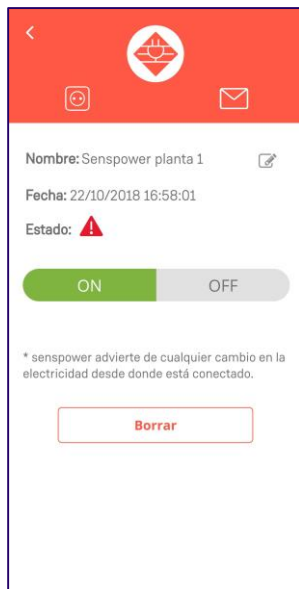 Nombre: Senspower planta 1
Fecha: 22/10/2018 16:58:01
Estado:
ON OFF
* senspower advierte de cualquier cambio en la
electricidad desde donde está conectado.
Borrar